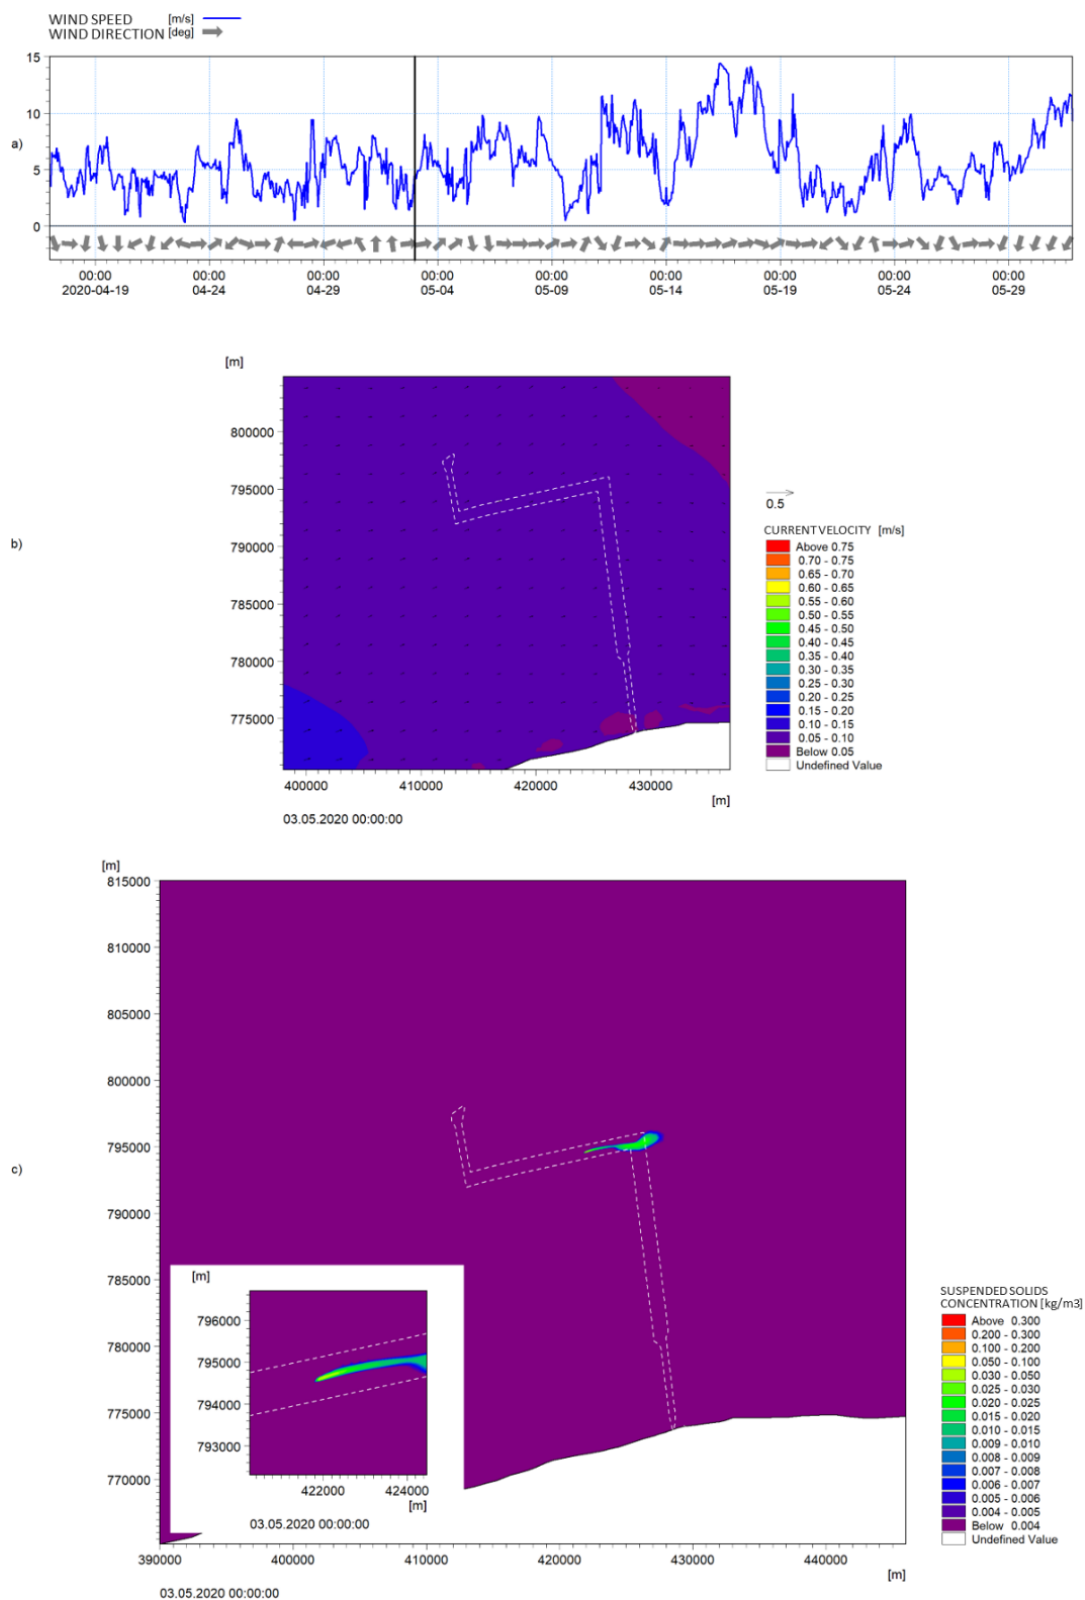 WIND SPEED [m/s]
WIND DIRECTION [deg]
a)
15
10
5
0
00:00 00:00 00:00 00:00 00:00 00:00 00:00 00:00 00:00
2020-04-19 04-24 04-29 05-04 05-09 05-14 05-19 05-24 05-29
[m]
b)
800000
795000
790000
785000
780000
775000
400000 410000 420000 430000
[m]
03.05.2020 00:00:00
0.5
CURRENT VELOCITY [m/s]
Above 0.75
0.70 - 0.75
0.65 - 0.70
0.60 - 0.65
0.55 - 0.60
0.50 - 0.55
0.45 - 0.50
0.40 - 0.45
0.35 - 0.40
0.30 - 0.35
0.25 - 0.30
0.20 - 0.25
0.15 - 0.20
0.10 - 0.15
0.05 - 0.10
Below 0.05
Undefined Value
[m]
c)
815000
810000
805000
800000
795000
790000
785000
780000
775000
770000
390000 400000 410000 420000 430000 440000
[m]
03.05.2020 00:00:00
[m]
796000
795000
794000
793000
422000 424000
[m]
03.05.2020 00:00:00
SUSPENDED SOLIDS
CONCENTRATION [kg/m3]
Above 0.300
0.200 - 0.300
0.100 - 0.200
0.050 - 0.100
0.030 - 0.050
0.025 - 0.030
0.020 - 0.025
0.015 - 0.020
0.010 - 0.015
0.009 - 0.010
0.008 - 0.009
0.007 - 0.008
0.006 - 0.007
0.005 - 0.006
0.004 - 0.005
Below 0.004
Undefined Value